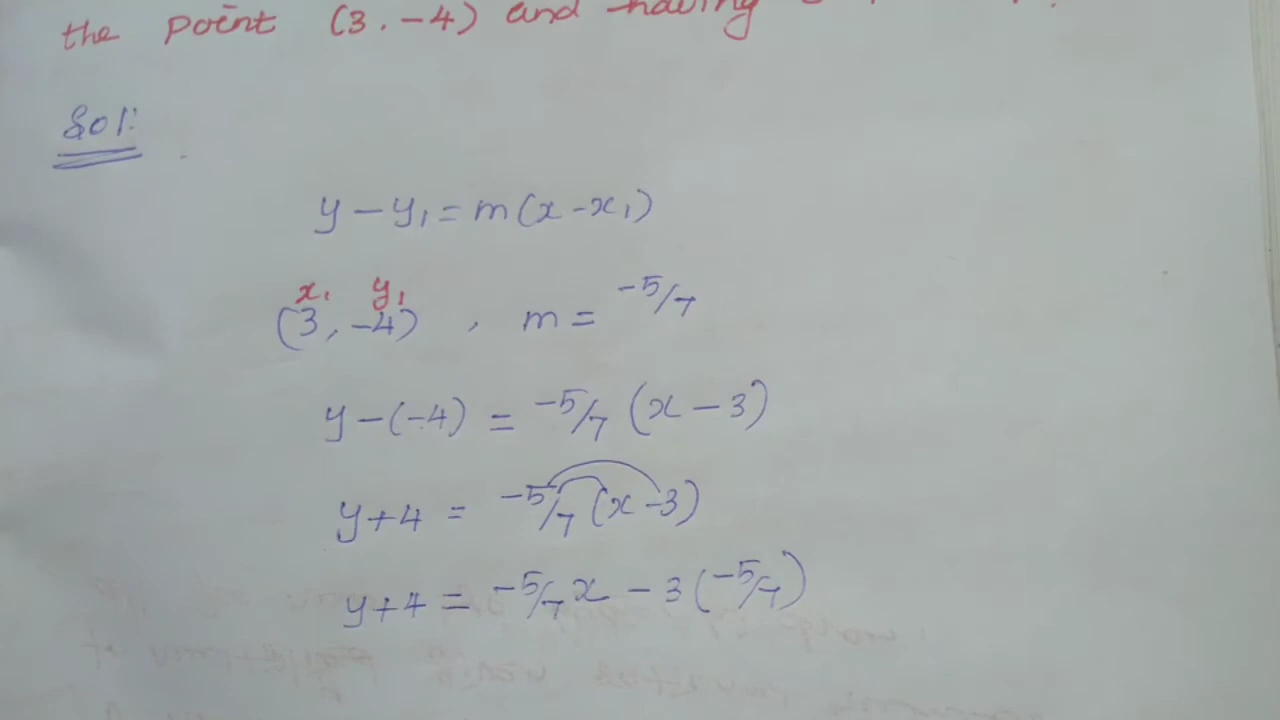 the point (3, -4) and having
Sol:
y - y₁ = m(x - x₁)
x₁ y₁
(3, -4) , m = -5/7
y - (-4) = -5/7 (x - 3)
y + 4 = -5/7 (x - 3)
y + 4 = -5/7 x - 3(-5/7)